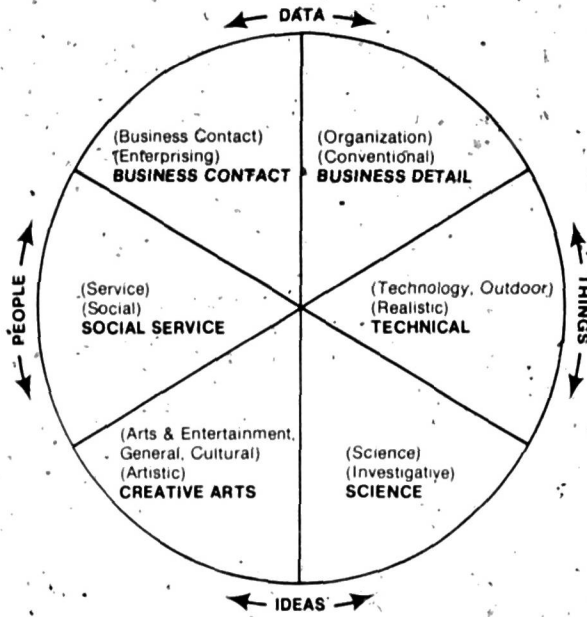 DATA
(Business Contact)
(Enterprising)
BUSINESS CONTACT
(Organization)
(Conventional)
BUSINESS DETAIL
PEOPLE
(Service)
(Social)
SOCIAL SERVICE
(Technology, Outdoor)
(Realistic)
TECHNICAL
THINGS
(Arts & Entertainment,
General, Cultural)
(Artistic)
CREATIVE ARTS
(Science)
(Investigative)
SCIENCE
IDEAS